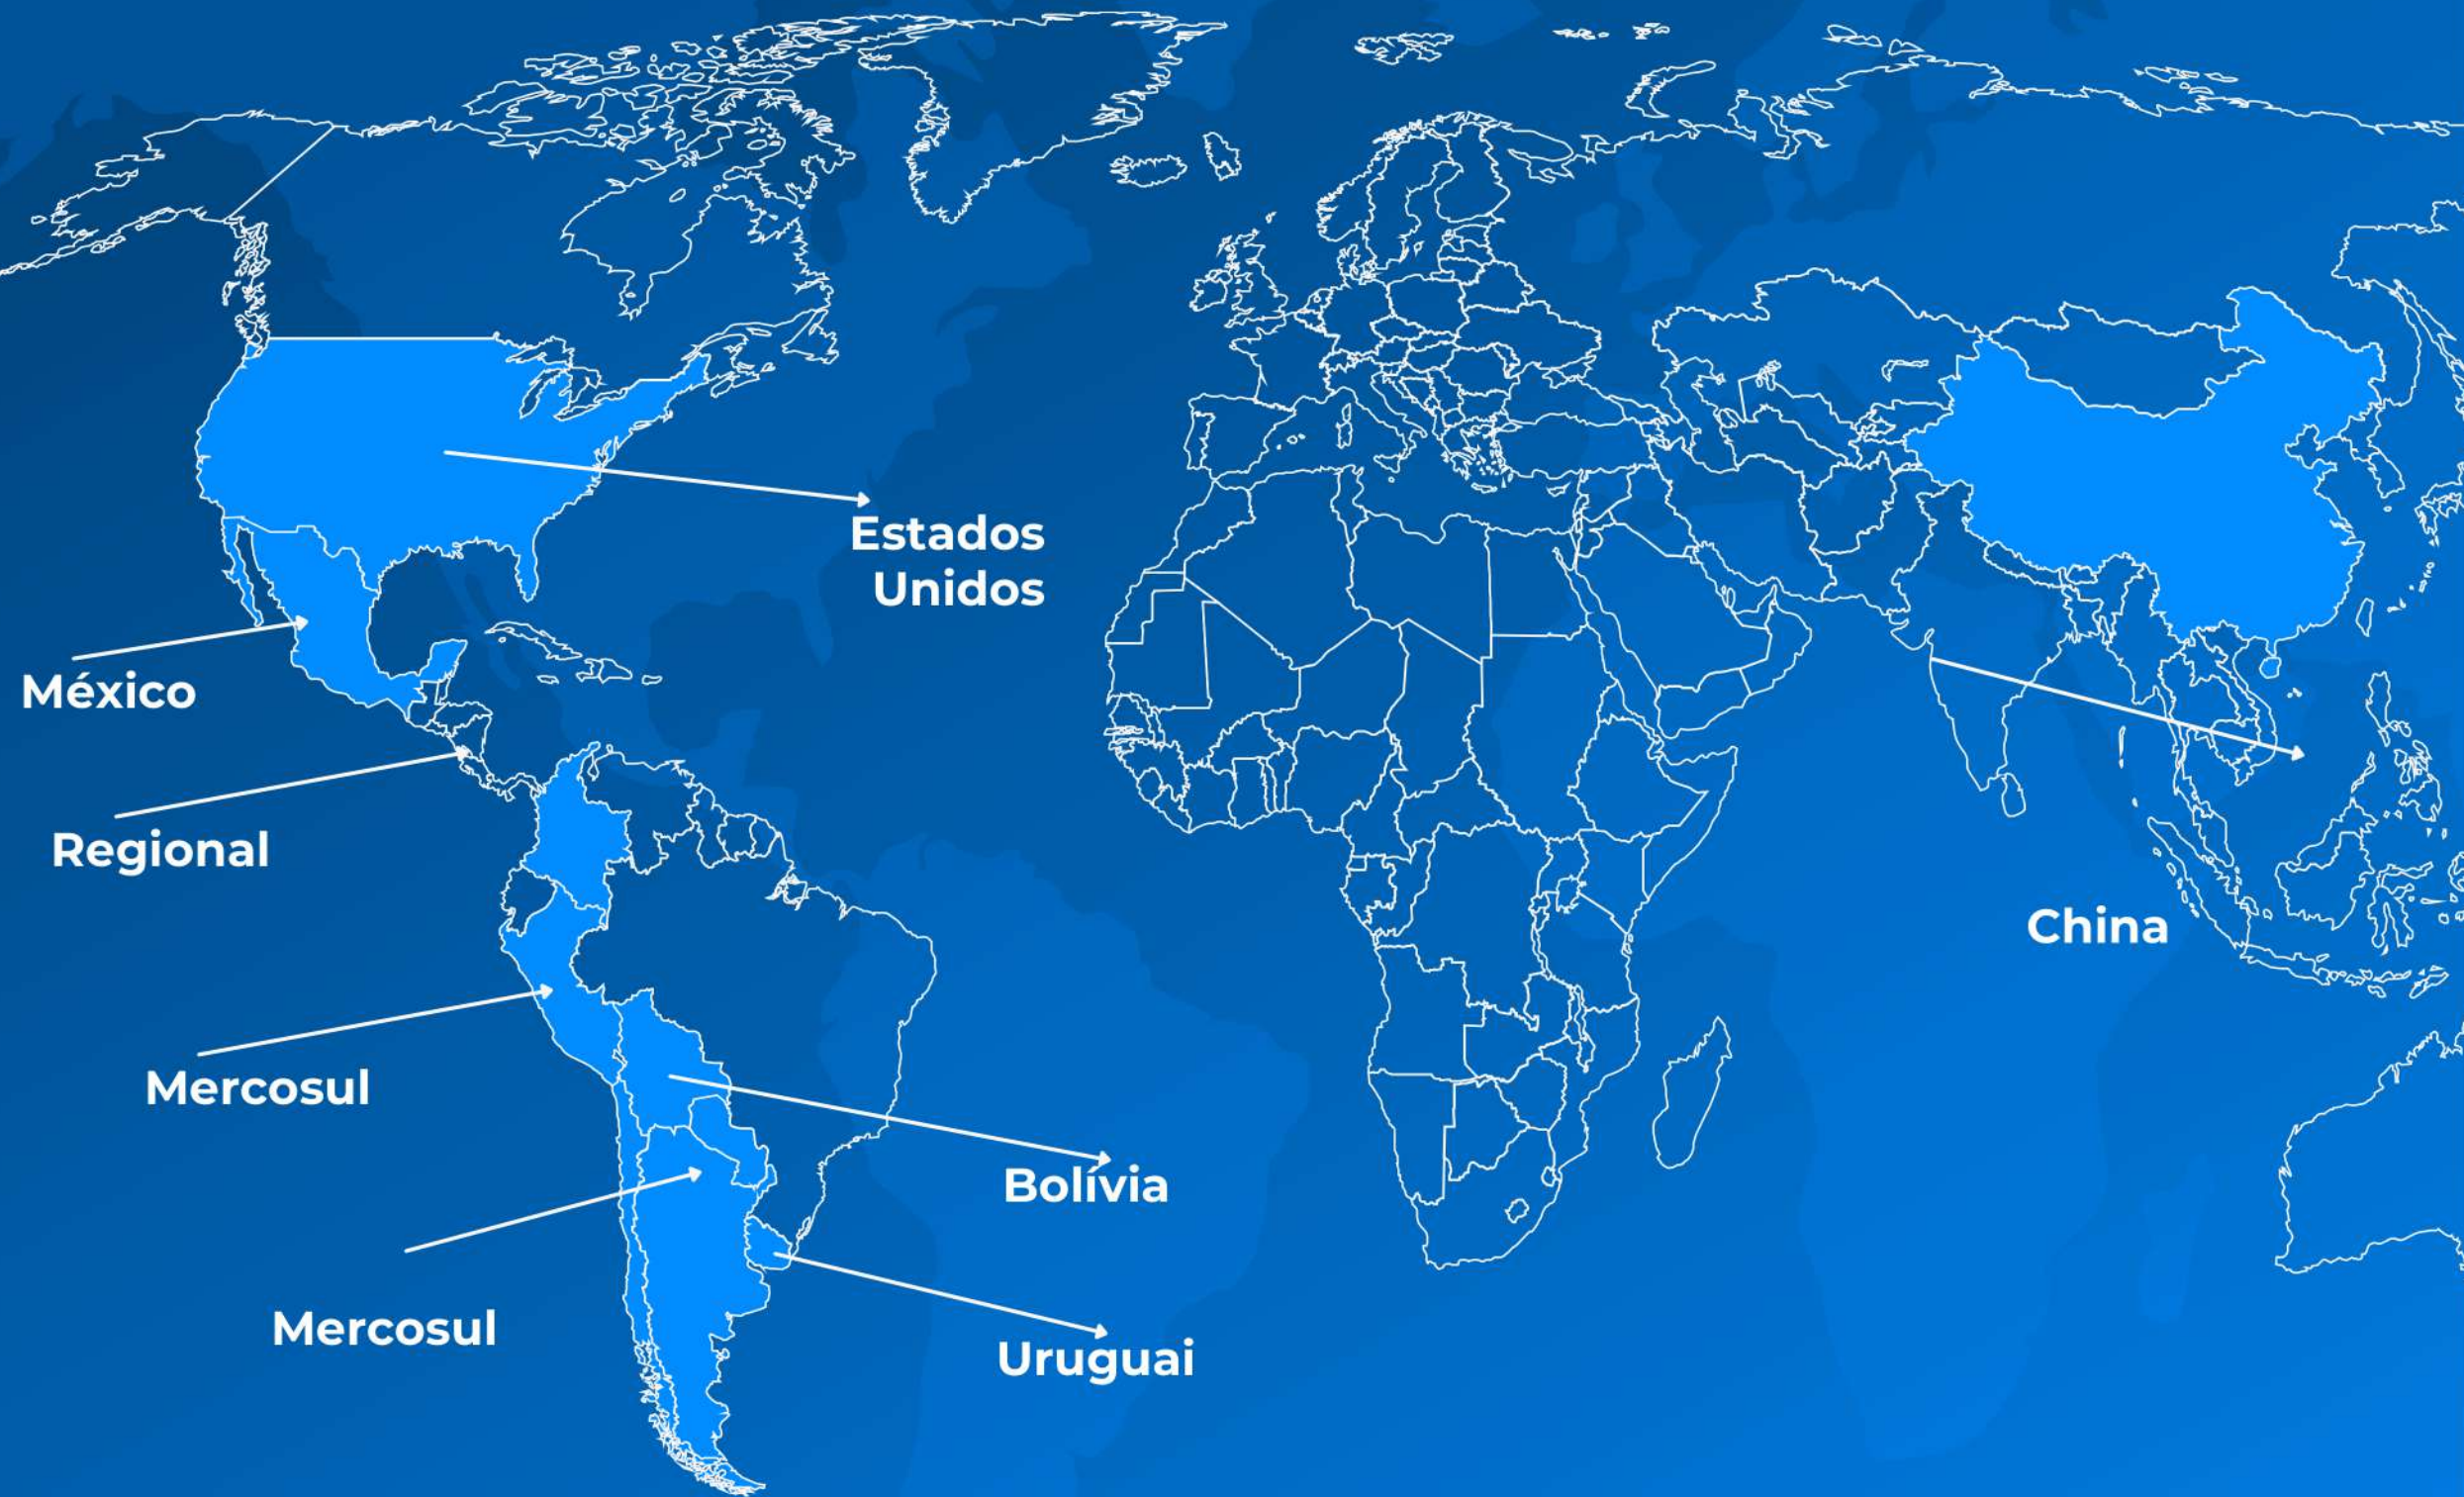 Estados
Unidos
México
Regional
China
Mercosul
Bolívia
Mercosul
Uruguai